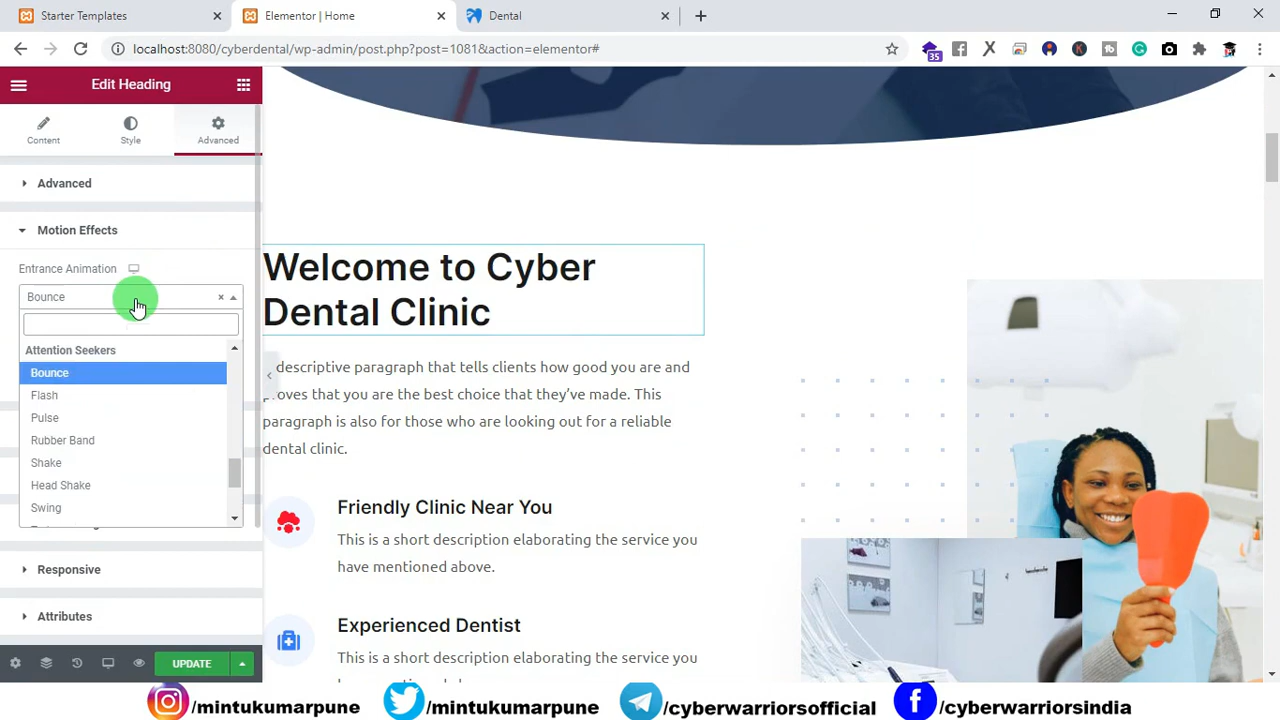 Starter Templates
Elementor | Home
Dental
localhost:8080/cyberdental/wp-admin/post.php?post=1081&action=elementor#
35
Edit Heading
Content
Style
Advanced
Advanced
Motion Effects
Entrance Animation
Bounce
Attention Seekers
Bounce
Flash
Pulse
Rubber Band
Shake
Head Shake
Swing
Responsive
Attributes
UPDATE
Welcome to Cyber
Dental Clinic
descriptive paragraph that tells clients how good you are and
proves that you are the best choice that they've made. This
paragraph is also for those who are looking out for a reliable
dental clinic.
Friendly Clinic Near You
This is a short description elaborating the service you
have mentioned above.
Experienced Dentist
This is a short description elaborating the service you
/mintukumarpune
/mintukumarpune
/cyberwarriorsofficial
/cyberwarriorsindia